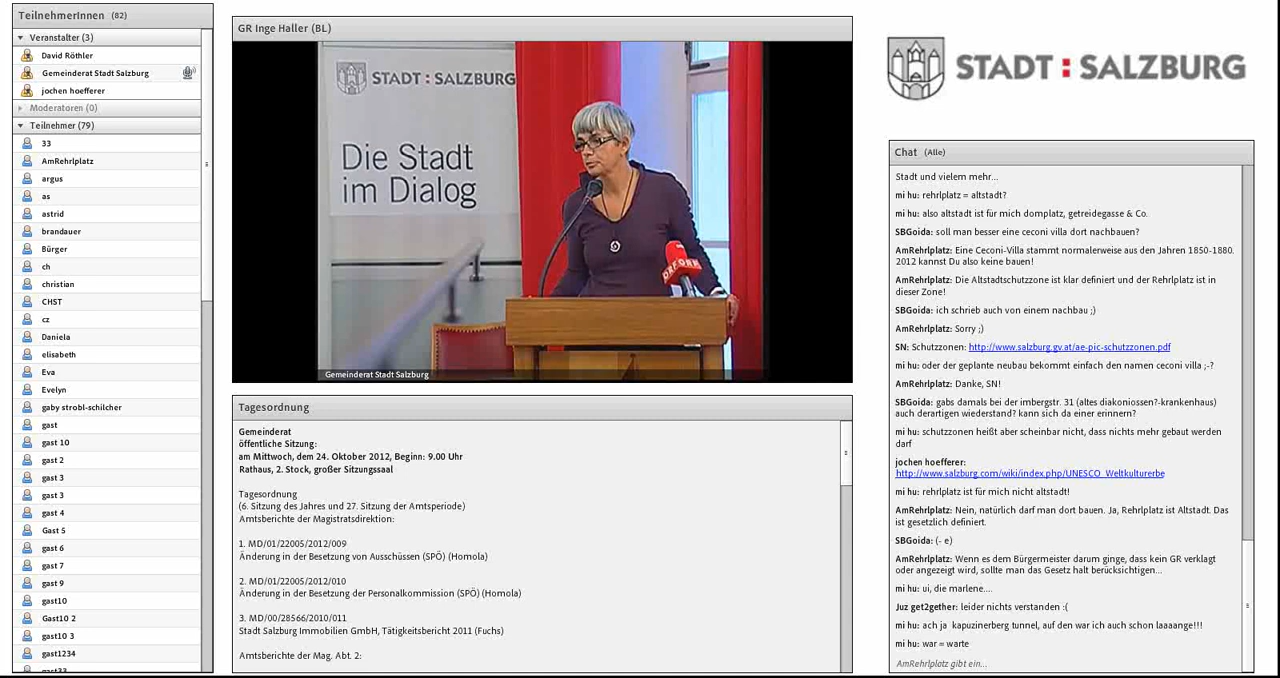 TeilnehmerInnen (82)
Veranstalter (3)
David Röthler
Gemeinderat Stadt Salzburg
jochen hoefferer
Moderatoren (0)
Teilnehmer (79)
33
AmRehrlplatz
argus
as
astrid
brandauer
Bürger
ch
christian
CHST
cz
Daniela
elisabeth
Eva
Evelyn
gaby strobl-schilcher
gast
gast 10
gast 2
gast 3
gast 3
gast 4
Gast 5
gast 6
gast 7
gast 9
gast10
Gast10 2
gast10 3
gast1234
gast33
GR Inge Haller (BL)
STADT : SALZBURG
Die Stadt
im Dialog
ORF ORF
Gemeinderat Stadt Salzburg
Tagesordnung
Gemeinderat
öffentliche Sitzung:
am Mittwoch, dem 24. Oktober 2012, Beginn: 9.00 Uhr
Rathaus, 2. Stock, großer Sitzungssaal
Tagesordnung
(6. Sitzung des Jahres und 27. Sitzung der Amtsperiode)
Amtsberichte der Magistratsdirektion:
1. MD/01/22005/2012/009
Änderung in der Besetzung von Ausschüssen (SPÖ) (Homola)
2. MD/01/22005/2012/010
Änderung in der Besetzung der Personalkommission (SPÖ) (Homola)
3. MD/00/28566/2010/011
Stadt Salzburg Immobilien GmbH, Tätigkeitsbericht 2011 (Fuchs)
Amtsberichte der Mag. Abt. 2:
STADT : SALZBURG
Chat (Alle)
Stadt und vielem mehr...
mi hu: rehrlplatz = altstadt?
mi hu: also altstadt ist für mich domplatz, getreidegasse & Co.
SBGoida: soll man besser eine ceconi villa dort nachbauen?
AmRehrlplatz: Eine Ceconi-Villa stammt normalerweise aus den Jahren 1850-1880.
2012 kannst Du also keine bauen!
AmRehrlplatz: Die Altstadtschutzzone ist klar definiert und der Rehrlplatz ist in
dieser Zone!
SBGoida: ich schrieb auch von einem nachbau ;)
AmRehrlplatz: Sorry ;)
SN: Schutzzonen: http://www.salzburg.gv.at/ae-pic-schutzzonen.pdf
mi hu: oder der geplante neubau bekommt einfach den namen ceconi villa ;-?
AmRehrlplatz: Danke, SN!
SBGoida: gabs damals bei der imbergstr. 31 (altes diakoniossen?-krankenhaus)
auch derartigen wiederstand? kann sich da einer erinnern?
mi hu: schutzzonen heißt aber scheinbar nicht, dass nichts mehr gebaut werden
darf
jochen hoefferer:
http://www.salzburg.com/wiki/index.php/UNESCO_Weltkulturerbe
mi hu: rehrlplatz ist für mich nicht altstadt!
AmRehrlplatz: Nein, natürlich darf man dort bauen. Ja, Rehrlplatz ist Altstadt. Das
ist gesetzlich definiert.
SBGoida: (- e)
AmRehrlplatz: Wenn es dem Bürgermeister darum ginge, dass kein GR verklagt
oder angezeigt wird, sollte man das Gesetz halt berücksichtigen...
mi hu: ui, die marlene....
Juz get2gether: leider nichts verstanden :(
mi hu: ach ja kapuzinerberg tunnel, auf den war ich auch schon laaaange!!!
mi hu: war = warte
AmRehrlplatz gibt ein...